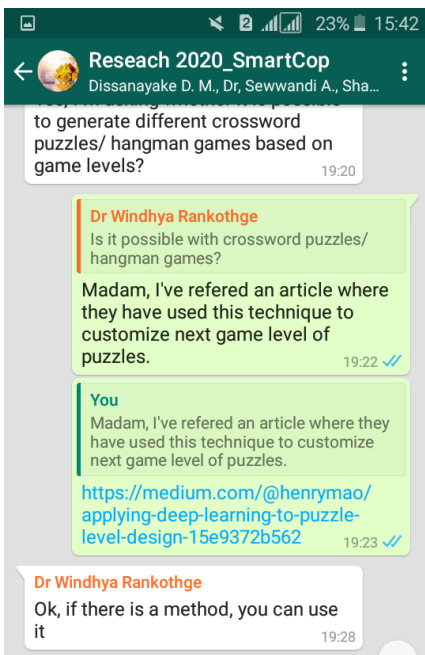 2 23% 15:42
Reseach 2020_SmartCop
Dissanayake D. M., Dr, Sewwandi A., Sha...
to generate different crossword
puzzles/ hangman games based on
game levels?
19:20
Dr Windhya Rankothge
Is it possible with crossword puzzles/
hangman games?
Madam, I've refered an article where
they have used this technique to
customize next game level of
puzzles.
19:22
You
Madam, I've refered an article where they
have used this technique to customize
next game level of puzzles.
https://medium.com/@henrymao/
applying-deep-learning-to-puzzle-
level-design-15e9372b562
19:23
Dr Windhya Rankothge
Ok, if there is a method, you can use
it
19:28